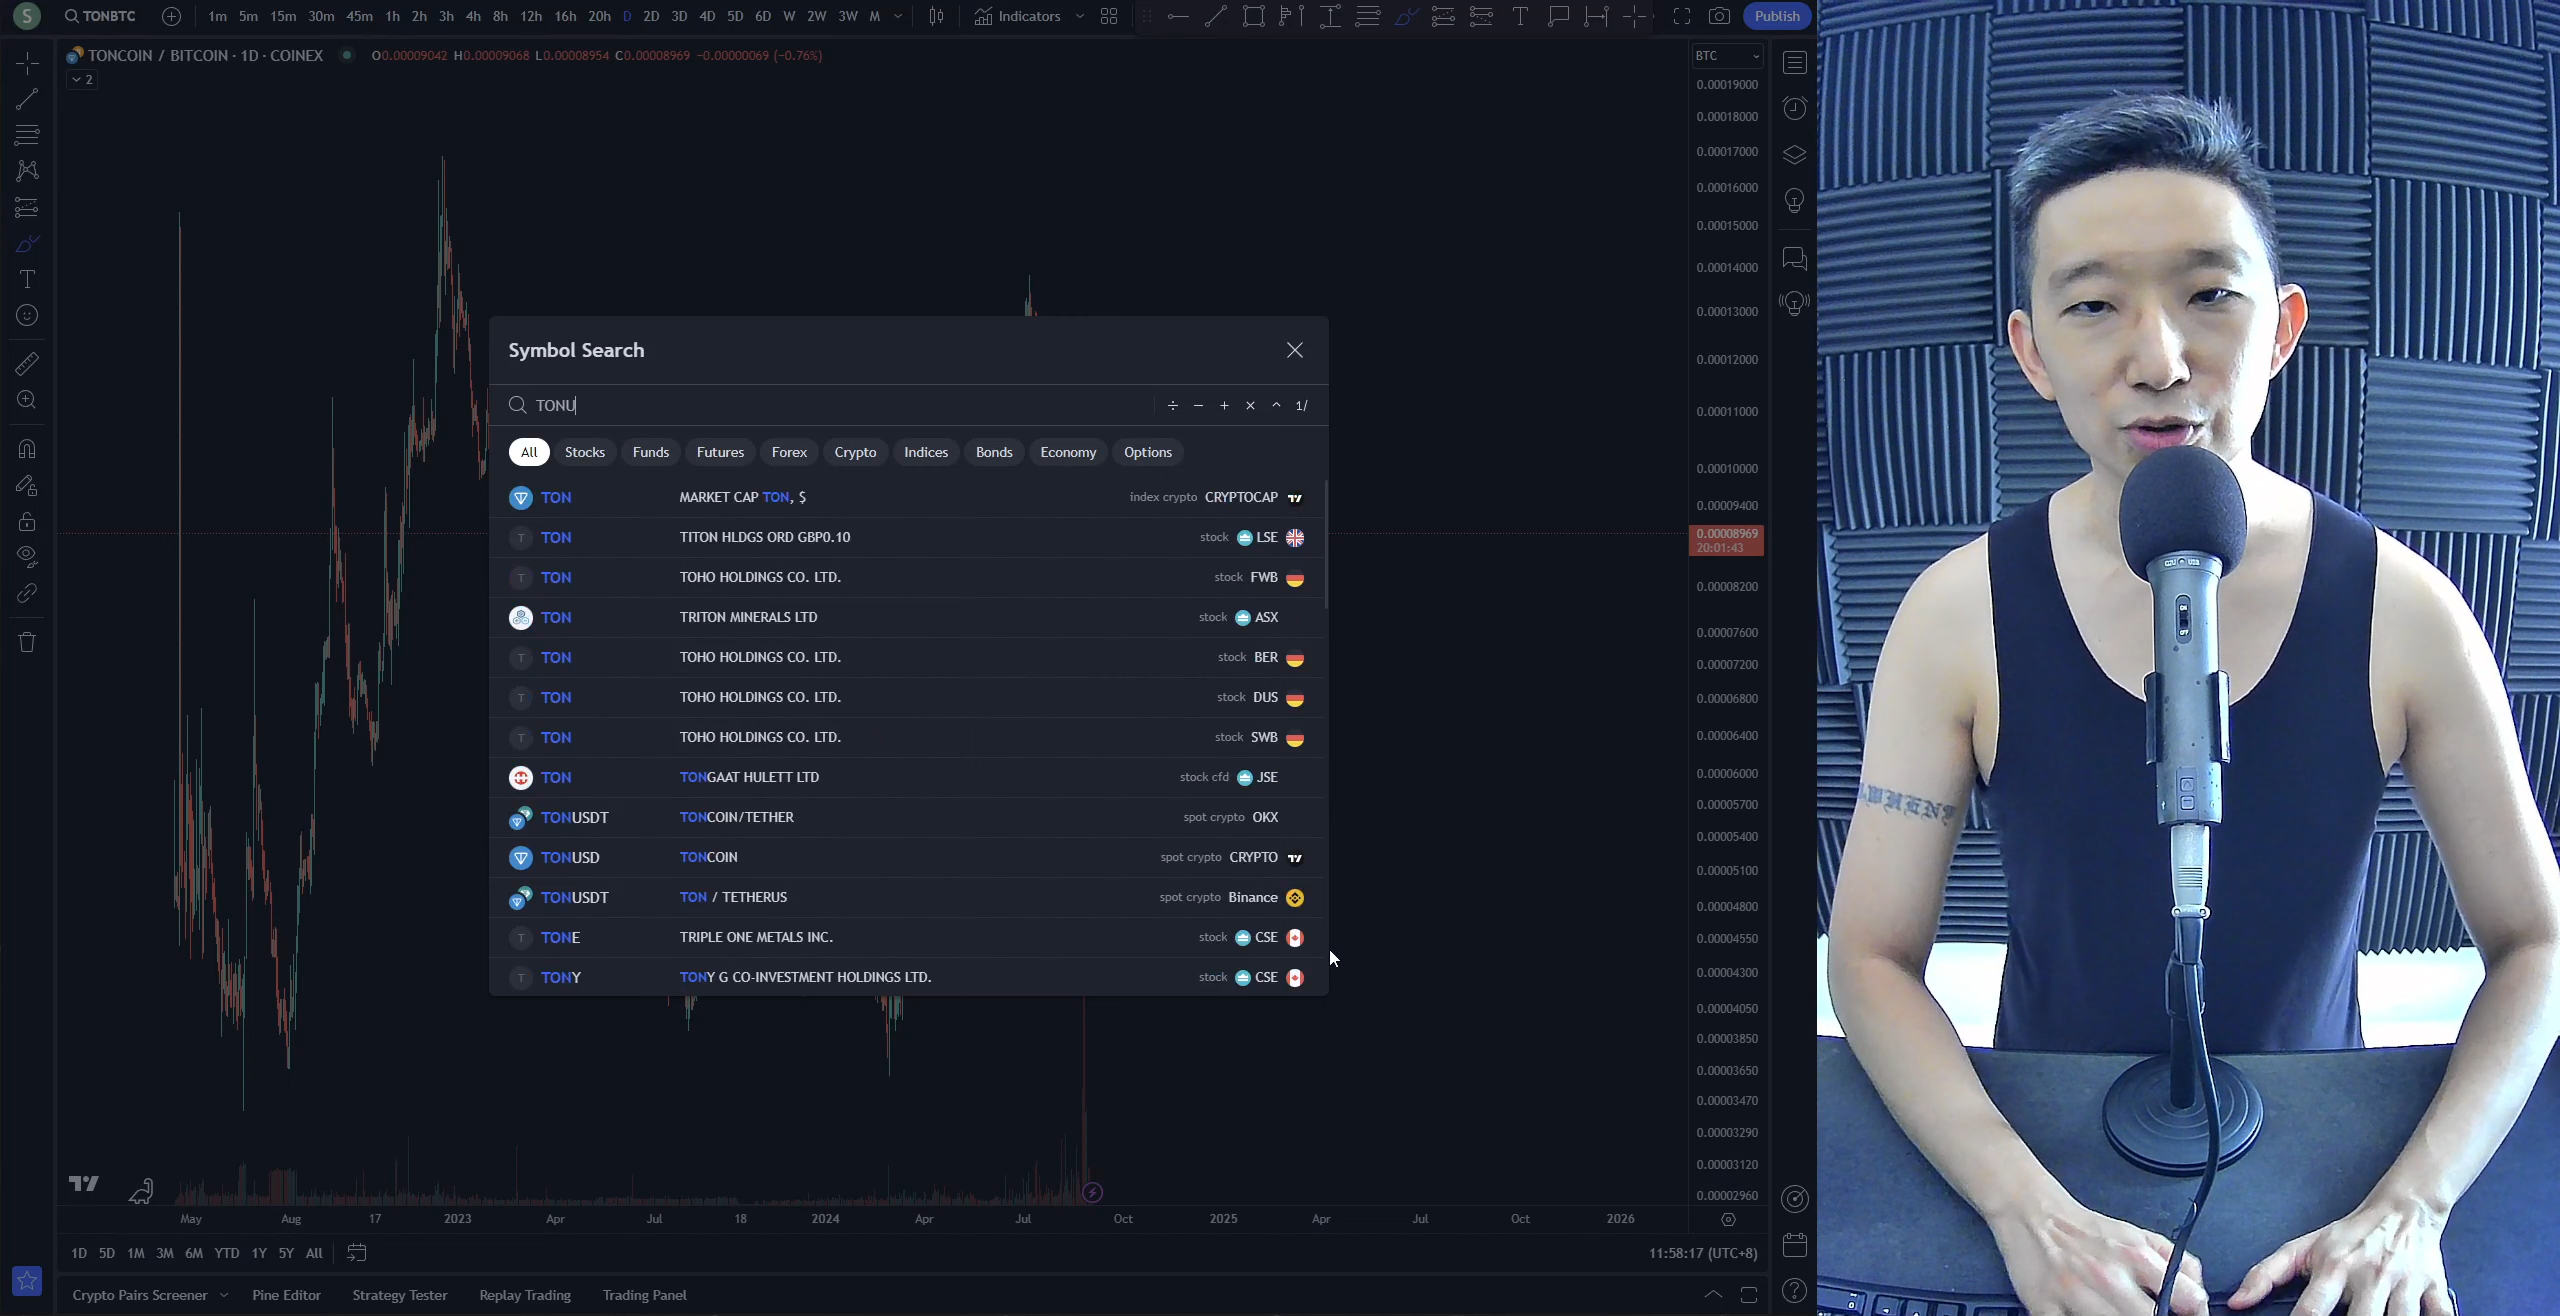 S
TONBTC
1m 5m 15m 30m 45m 1h 2h 3h 4h 8h 12h 16h 20h D 2D 3D 4D 5D 6D W 2W 3W M
Indicators
Publish
TONCOIN / BITCOIN · 1D · COINEX
O0.00009042 H0.00009068 L0.00008954 C0.00008969 −0.00000069 (−0.76%)
2
BTC
0.00019000
0.00018000
0.00017000
0.00016000
0.00015000
0.00014000
0.00013000
0.00012000
0.00011000
0.00010000
0.00009400
0.00008969
20:01:43
0.00008200
0.00007600
0.00007200
0.00006800
0.00006400
0.00006000
0.00005700
0.00005400
0.00005100
0.00004800
0.00004550
0.00004300
0.00004050
0.00003850
0.00003650
0.00003470
0.00003290
0.00003120
0.00002960
Symbol Search
TONU
÷ − + × ^ 1/
All Stocks Funds Futures Forex Crypto Indices Bonds Economy Options
TON MARKET CAP TON, $ index crypto CRYPTOCAP
T TON TITON HLDGS ORD GBP0.10 stock LSE
T TON TOHO HOLDINGS CO. LTD. stock FWB
TON TRITON MINERALS LTD stock ASX
T TON TOHO HOLDINGS CO. LTD. stock BER
T TON TOHO HOLDINGS CO. LTD. stock DUS
T TON TOHO HOLDINGS CO. LTD. stock SWB
TON TONGAAT HULETT LTD stock cfd JSE
TONUSDT TONCOIN/TETHER spot crypto OKX
TONUSD TONCOIN spot crypto CRYPTO
TONUSDT TON / TETHERUS spot crypto Binance
T TONE TRIPLE ONE METALS INC. stock CSE
T TONY TONY G CO-INVESTMENT HOLDINGS LTD. stock CSE
May Aug 17 2023 Apr Jul 18 2024 Apr Jul Oct 2025 Apr Jul Oct 2026
1D 5D 1M 3M 6M YTD 1Y 5Y All
11:58:17 (UTC+8)
Crypto Pairs Screener Pine Editor Strategy Tester Replay Trading Trading Panel
ON
OFF